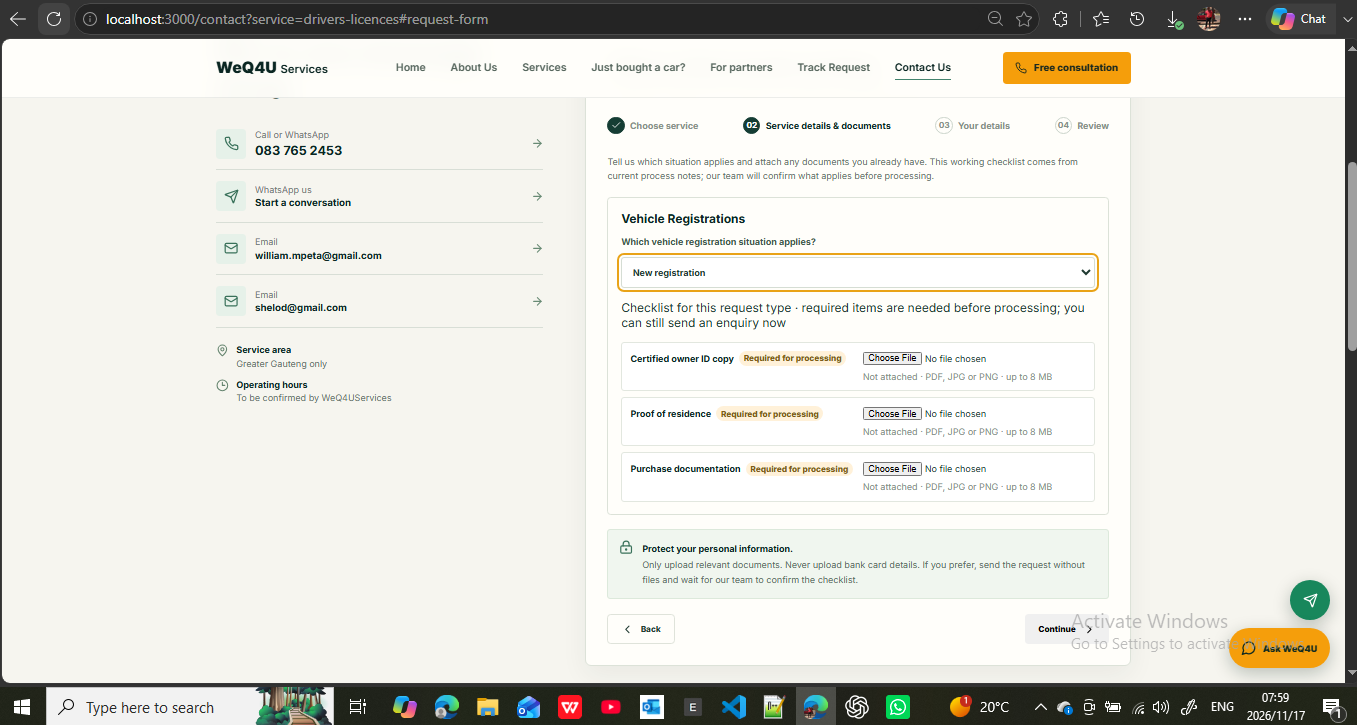 localhost:3000/contact?service=drivers-licences#request-form
Chat
WeQ4U Services
Home
About Us
Services
Just bought a car?
For partners
Track Request
Contact Us
Free consultation
Call or WhatsApp
083 765 2453
WhatsApp us
Start a conversation
Email
william.mpeta@gmail.com
Email
shelod@gmail.com
Service area
Greater Gauteng only
Operating hours
To be confirmed by WeQ4UServices
Choose service
02 Service details & documents
03 Your details
04 Review
Tell us which situation applies and attach any documents you already have. This working checklist comes from
current process notes; our team will confirm what applies before processing.
Vehicle Registrations
Which vehicle registration situation applies?
New registration
Checklist for this request type · required items are needed before processing; you
can still send an enquiry now
Certified owner ID copy Required for processing Choose File No file chosen
Not attached · PDF, JPG or PNG · up to 8 MB
Proof of residence Required for processing Choose File No file chosen
Not attached · PDF, JPG or PNG · up to 8 MB
Purchase documentation Required for processing Choose File No file chosen
Not attached · PDF, JPG or PNG · up to 8 MB
Protect your personal information.
Only upload relevant documents. Never upload bank card details. If you prefer, send the request without
files and wait for our team to confirm the checklist.
Back
Continue
Activate Windows
Go to Settings to activate
Ask WeQ4U
Type here to search
E
1
20°C
ENG
07:59
2026/11/17
1